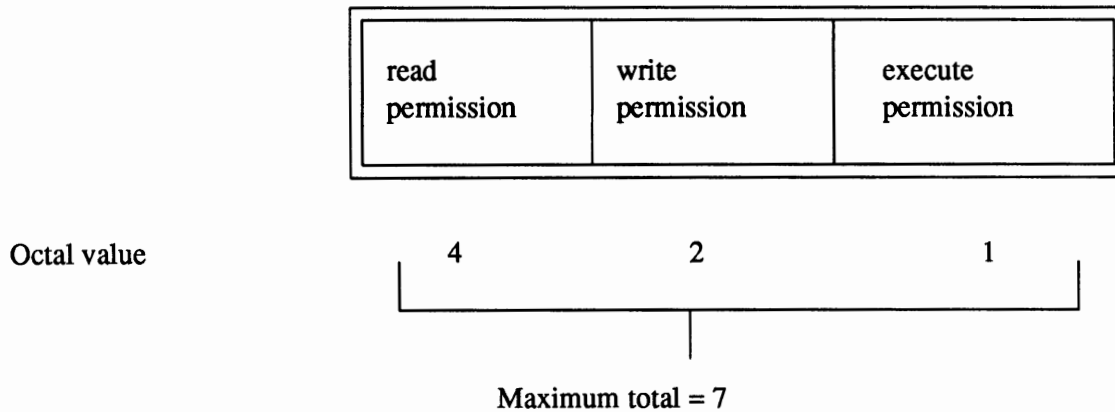 read permission
write permission
execute permission
Octal value 4 2 1
Maximum total = 7